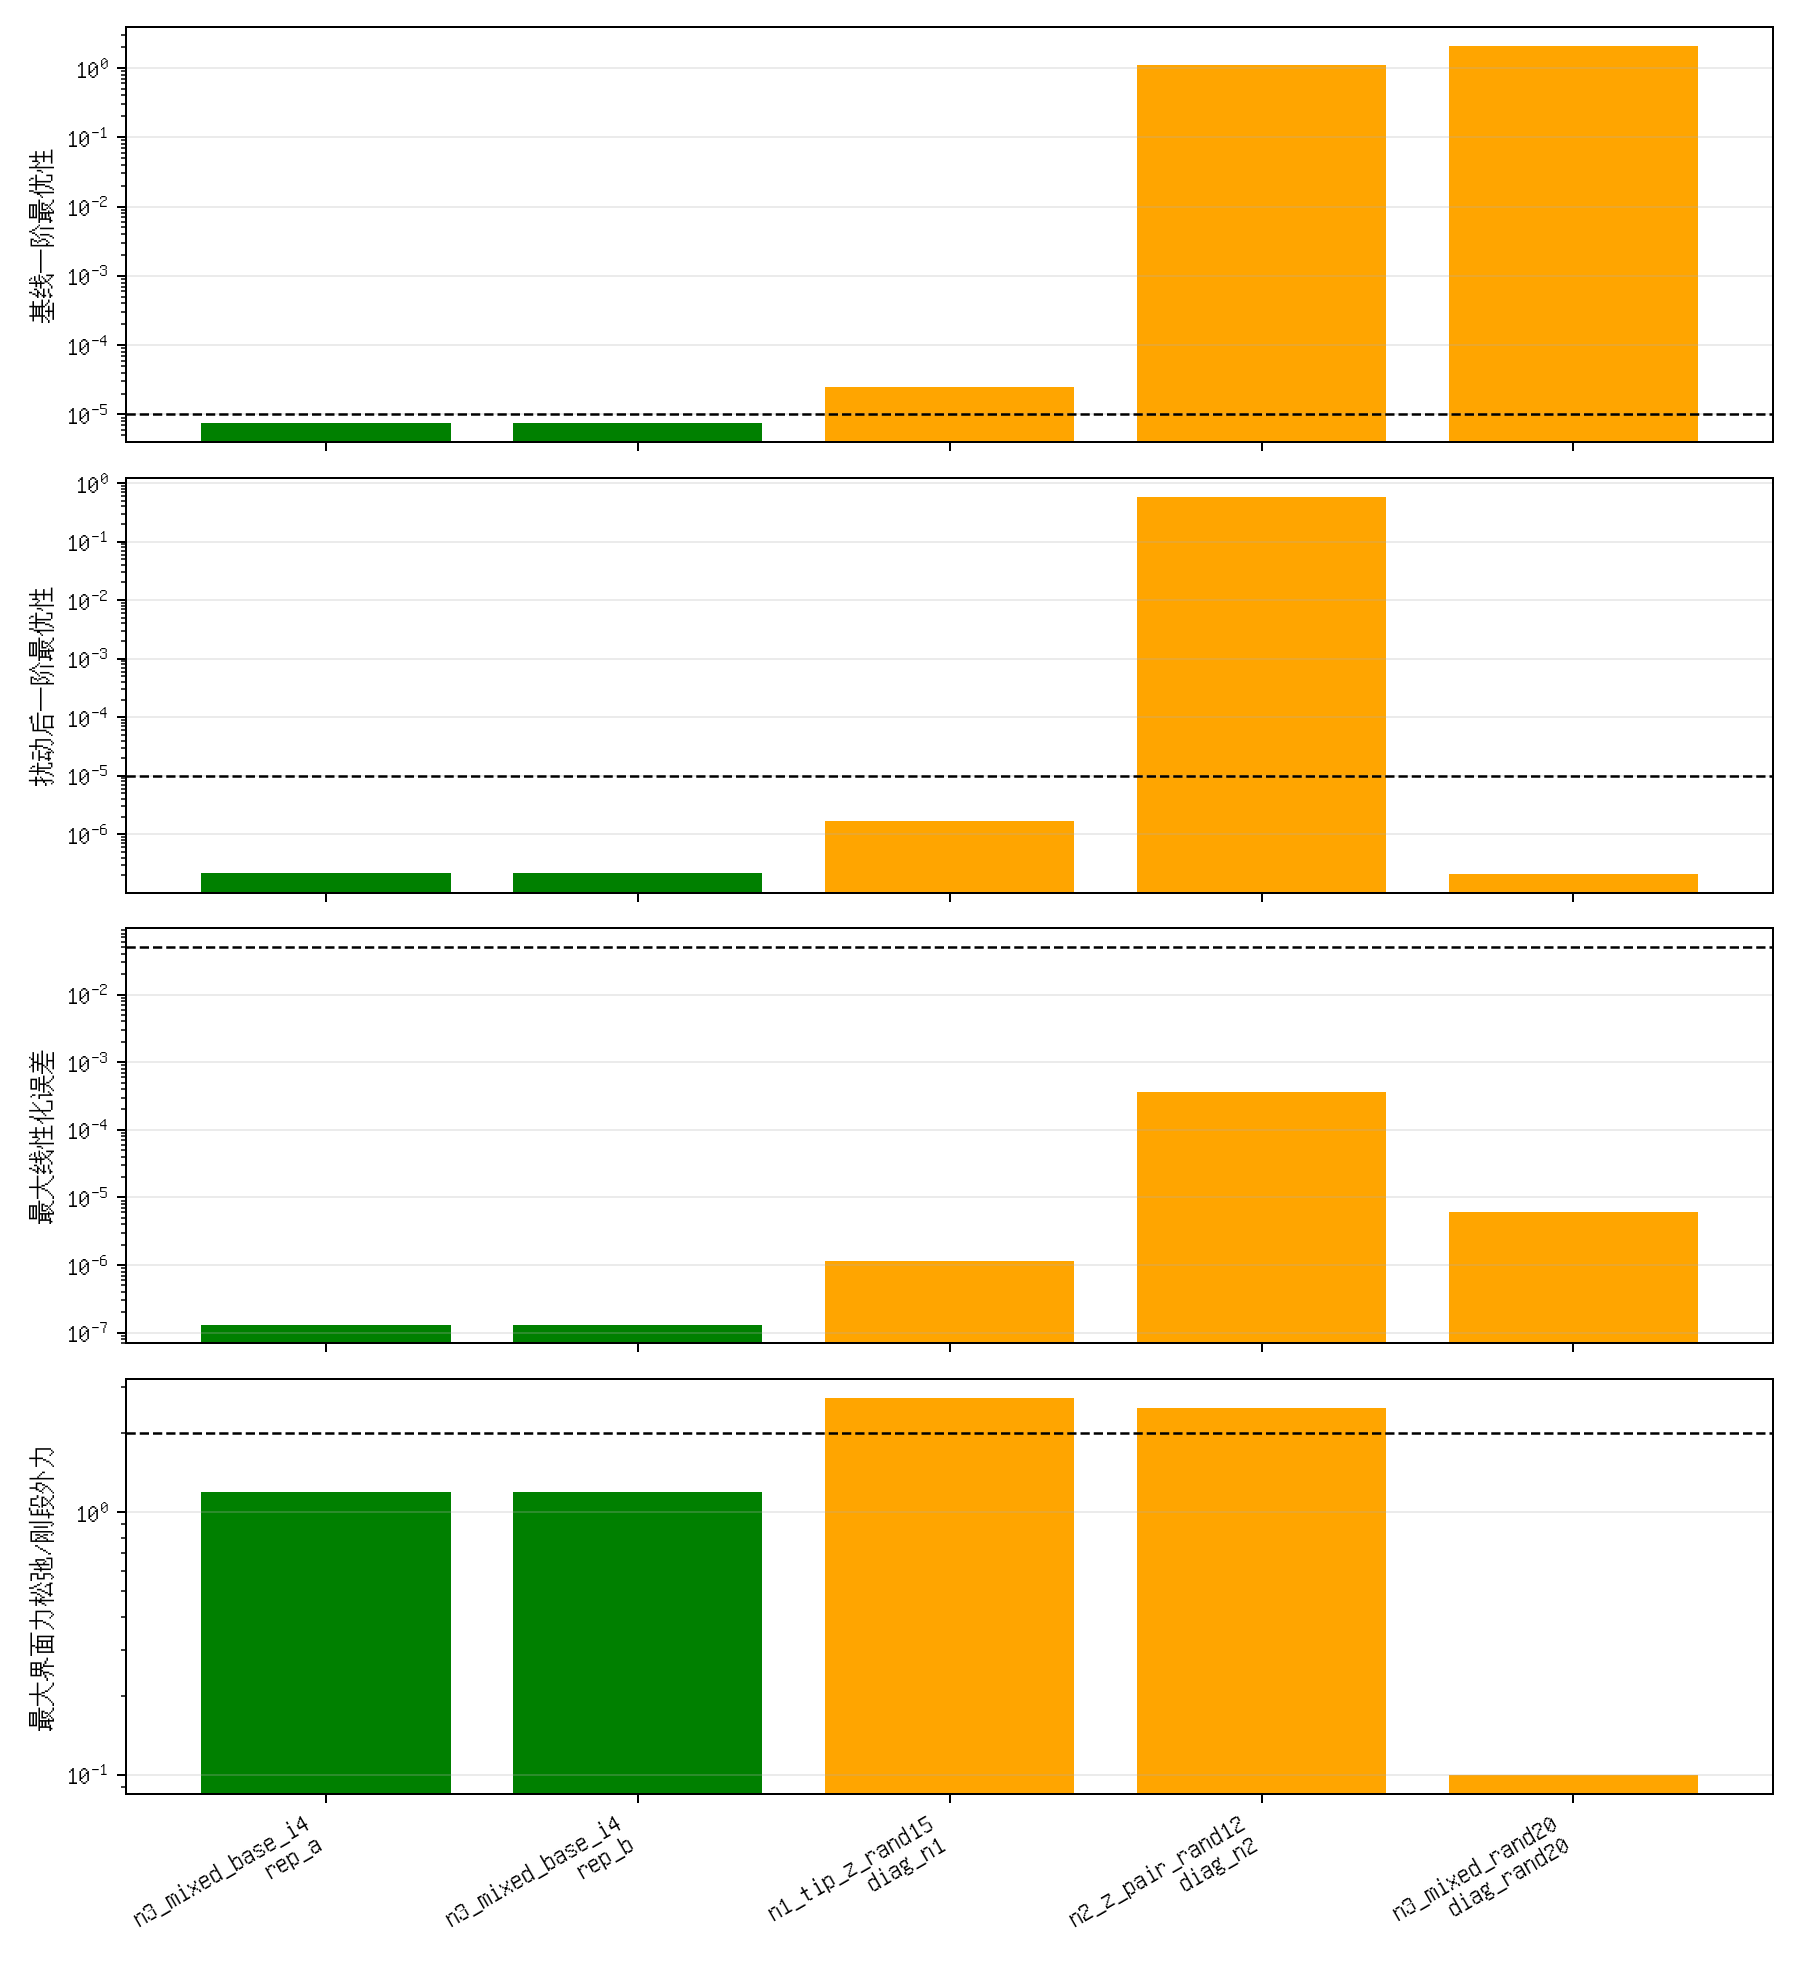 基线一阶最优性
10⁰
10⁻¹
10⁻²
10⁻³
10⁻⁴
10⁻⁵
扰动后一阶最优性
10⁰
10⁻¹
10⁻²
10⁻³
10⁻⁴
10⁻⁵
10⁻⁶
最大线性化误差
10⁻²
10⁻³
10⁻⁴
10⁻⁵
10⁻⁶
10⁻⁷
最大界面力松弛/刚段外力
10⁰
10⁻¹
n3_mixed_base_i4
rep_a
n3_mixed_base_i4
rep_b
n1_tip_z_rand15
diag_n1
n2_z_pair_rand12
diag_n2
n3_mixed_rand20
diag_rand20